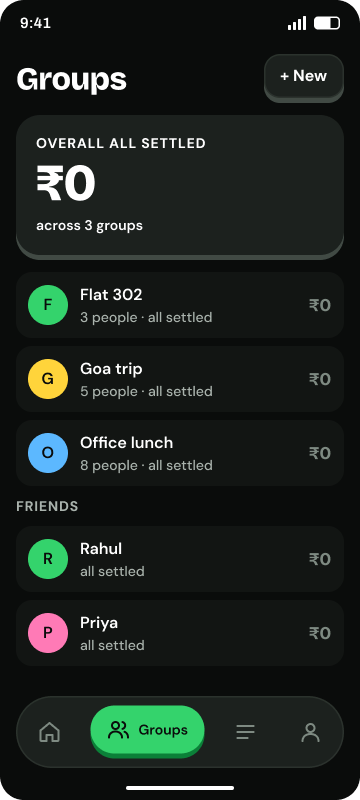 9:41
Groups
+ New
OVERALL ALL SETTLED
₹0
across 3 groups
F
Flat 302
3 people · all settled
₹0
G
Goa trip
5 people · all settled
₹0
O
Office lunch
8 people · all settled
₹0
FRIENDS
R
Rahul
all settled
₹0
P
Priya
all settled
₹0
Groups